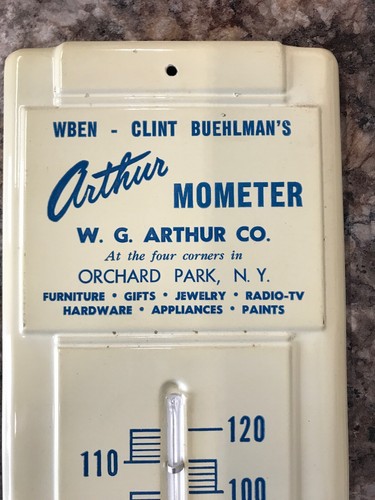 WBEN - CLINT BUEHLMAN'S
Arthur MOMETER
W. G. ARTHUR CO.
At the four corners in
ORCHARD PARK, N. Y.
FURNITURE • GIFTS • JEWELRY • RADIO-TV
HARDWARE • APPLIANCES • PAINTS
120
110
100